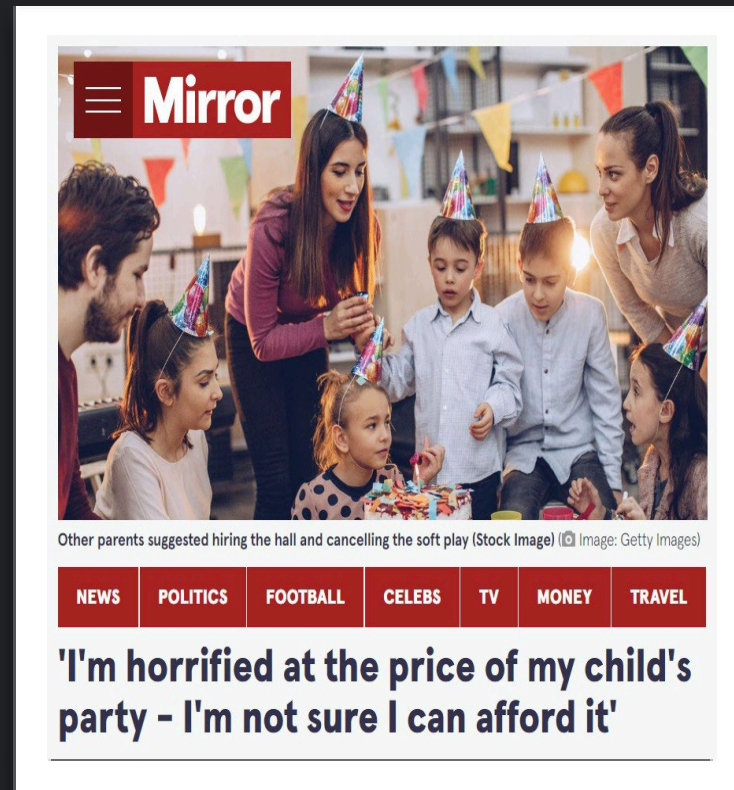 Mirror
Other parents suggested hiring the hall and cancelling the soft play (Stock Image) (Image: Getty Images)
NEWS POLITICS FOOTBALL CELEBS TV MONEY TRAVEL
'I'm horrified at the price of my child's
party – I'm not sure I can afford it'